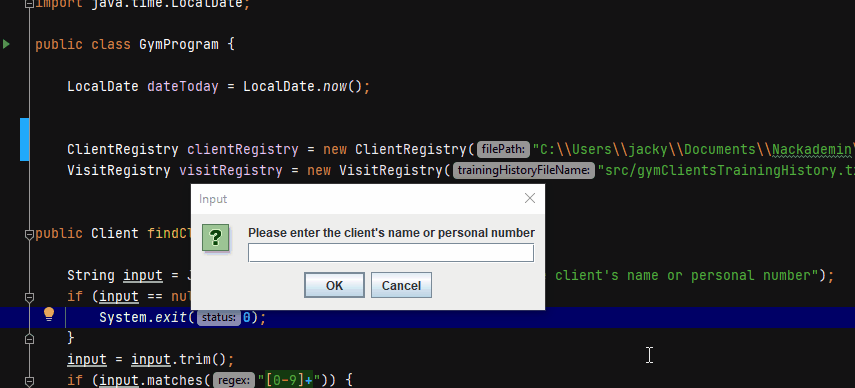 import java.time.LocalDate;
public class GymProgram {
LocalDate dateToday = LocalDate.now();
ClientRegistry clientRegistry = new ClientRegistry( filePath: "C:\\Users\\jacky\\Documents\\Nackademin\
VisitRegistry visitRegistry = new VisitRegistry( trainingHistoryFileName: "src/gymClientsTrainingHistory.t
Input
Please enter the client's name or personal number
OK Cancel
public Client findCl
String input = J client's name or personal number");
if (input == nul
System.exit( status: 0);
}
input = input.trim();
if (input.matches( regex: "[0-9]+")) {